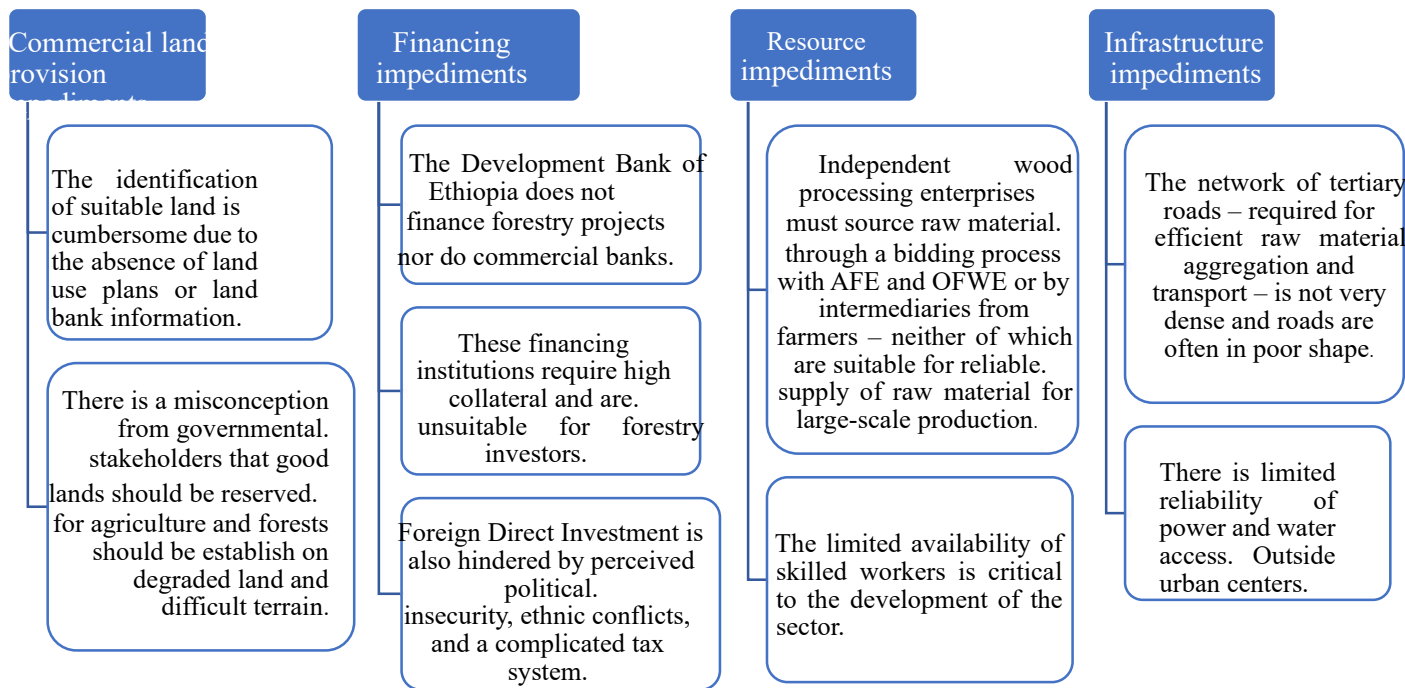 Commercial land
rovision
The identification
of suitable land is
cumbersome due to
the absence of land
use plans or land
bank information.
There is a misconception
from governmental.
stakeholders that good
lands should be reserved.
for agriculture and forests
should be establish on
degraded land and
difficult terrain.
Financing
impediments
The Development Bank of
Ethiopia does not
finance forestry projects
nor do commercial banks.
These financing
institutions require high
collateral and are.
unsuitable for forestry
investors.
Foreign Direct Investment is
also hindered by perceived
political.
insecurity, ethnic conflicts,
and a complicated tax
system.
Resource
impediments
Independent wood
processing enterprises
must source raw material.
through a bidding process
with AFE and OFWE or by
intermediaries from
farmers – neither of which
are suitable for reliable.
supply of raw material for
large-scale production.
The limited availability of
skilled workers is critical
to the development of the
sector.
Infrastructure
impediments
The network of tertiary
roads – required for
efficient raw material
aggregation and
transport – is not very
dense and roads are
often in poor shape.
There is limited
reliability of
power and water
access. Outside
urban centers.